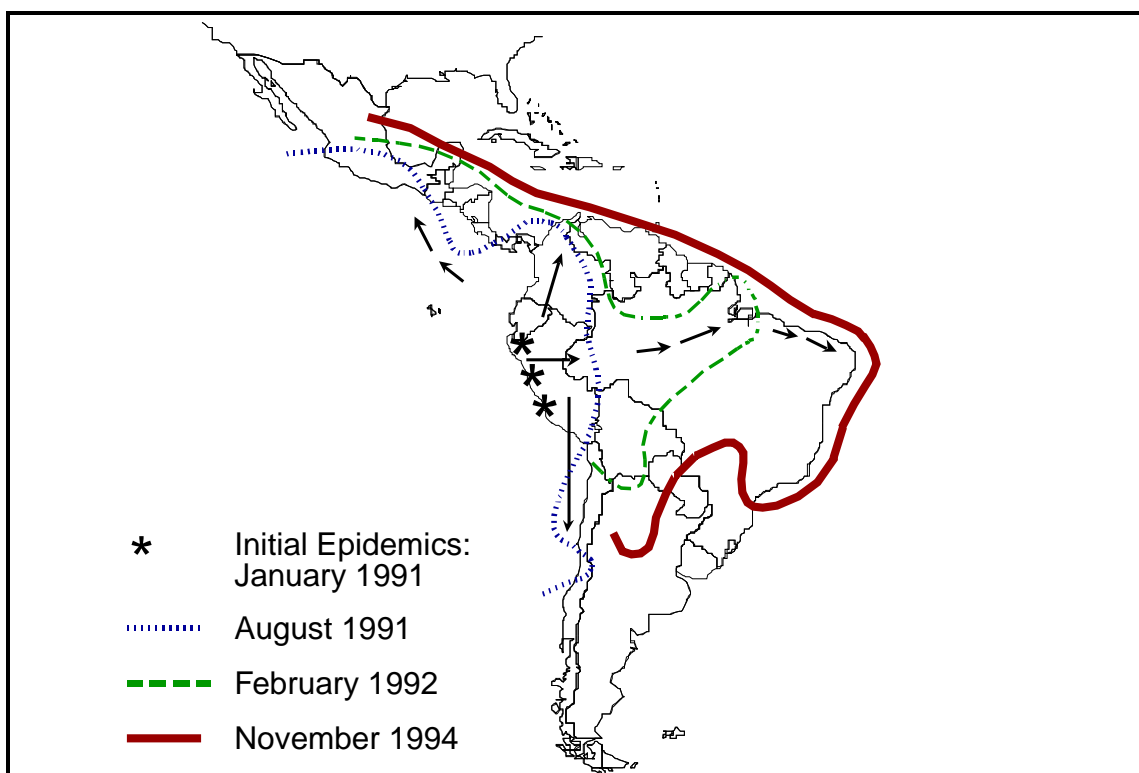 * Initial Epidemics:
January 1991
August 1991
February 1992
November 1994